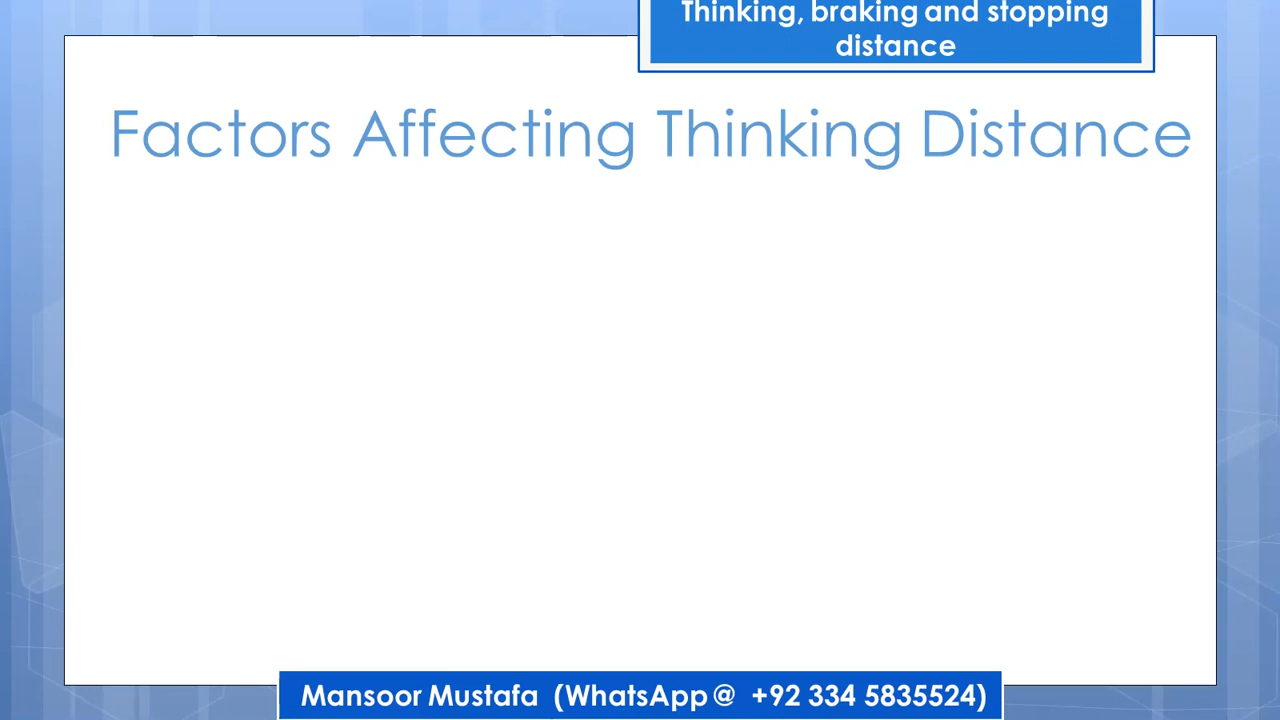 Thinking, braking and stopping
distance
Factors Affecting Thinking Distance
Mansoor Mustafa (WhatsApp@ +92 334 5835524)